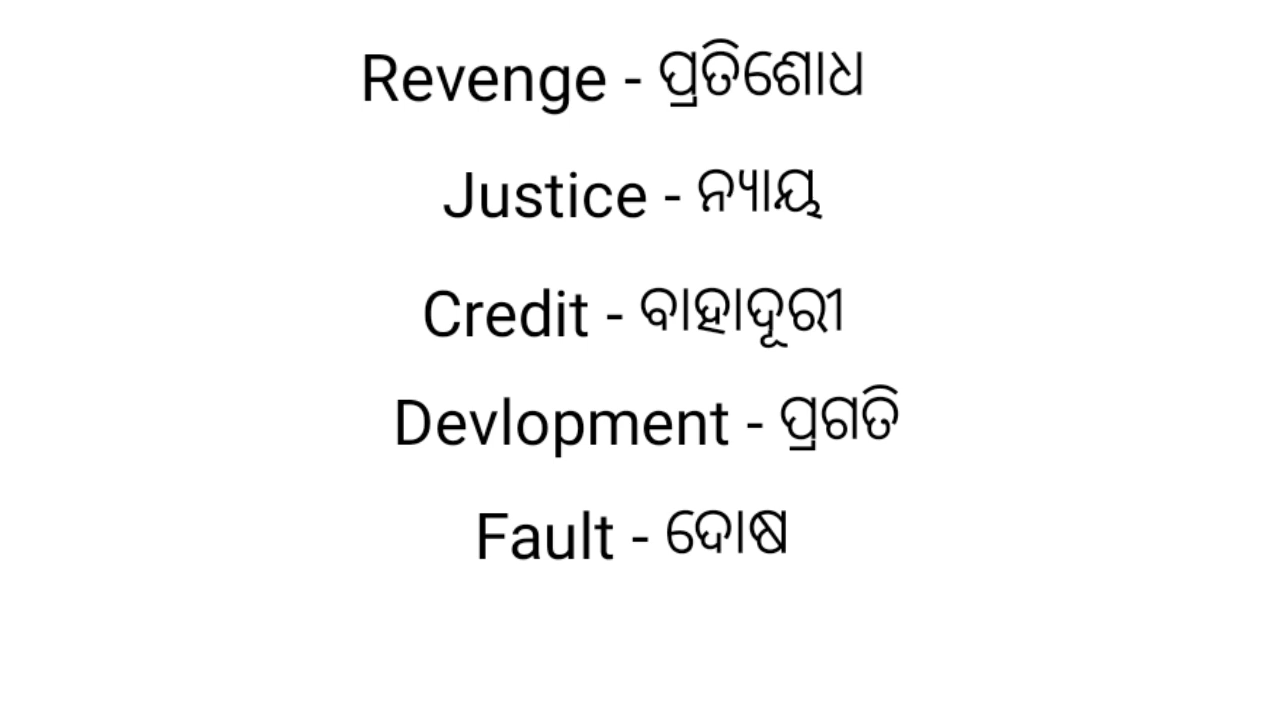 Revenge - ପ୍ରତିଶୋଧ
Justice - ନ୍ୟାୟ
Credit - ବାହାଦୂରୀ
Devlopment - ପ୍ରଗତି
Fault - ଦୋଷ